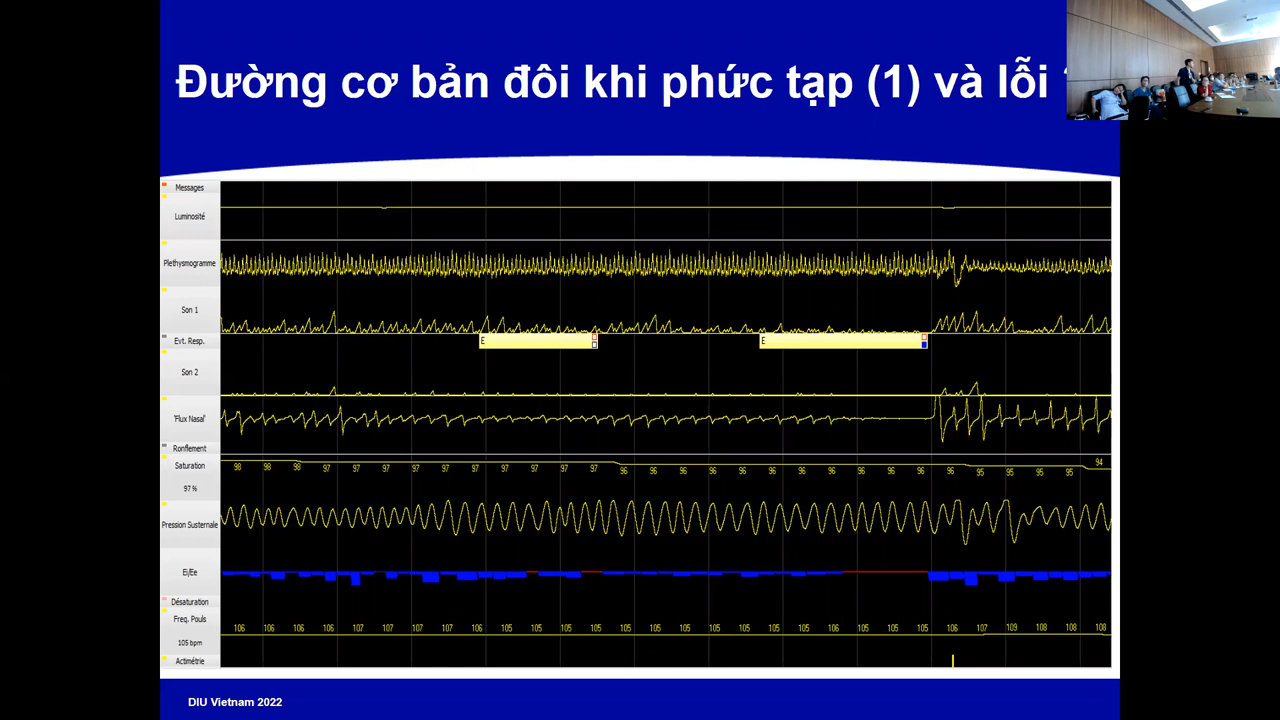 Đường cơ bản đôi khi phức tạp (1) và lỗi
Messages
Luminosité
Plethysmogramme
Son 1
Evt. Resp.
E
E
Son 2
'Flux Nasal'
Ronflement
Saturation
98 98 98 97 97 97 97 97 97 97 97 97 97 96 96 96 96 96 96 96 96 96 96 96 96 95 95 95 95 94
97 %
Pression Susternale
Ei/Ee
Désaturation
Freq. Pouls
106 106 106 106 107 107 107 107 106 105 105 105 105 105 105 105 105 105 105 105 105 105 105 105 106 107 109 108 108 108
105 bpm
Actimétrie
DIU Vietnam 2022